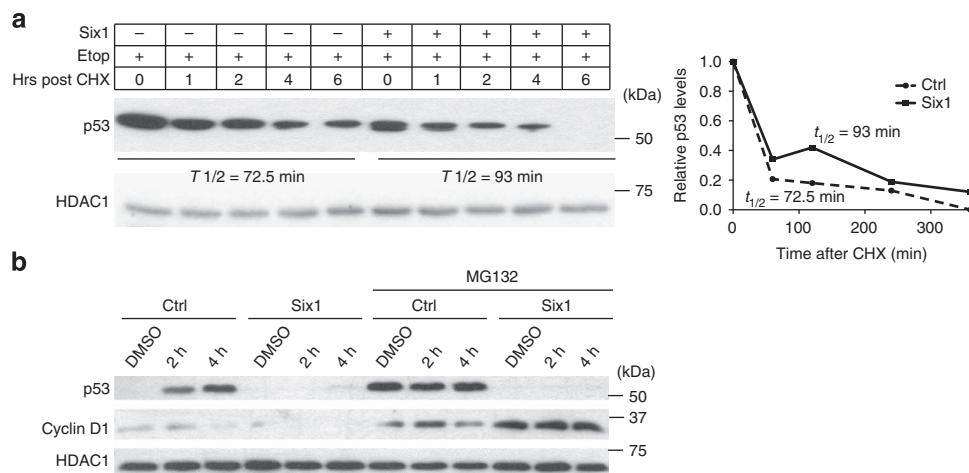 a
Six1 – – – – – + + + + +
Etop + + + + + + + + + +
Hrs post CHX 0 1 2 4 6 0 1 2 4 6
(kDa)
p53
50
T 1/2 = 72.5 min T 1/2 = 93 min
75
HDAC1
Relative p53 levels
1.0
0.8
0.6
0.4
0.2
0.0
Ctrl
Six1
t1/2 = 93 min
t1/2 = 72.5 min
0 100 200 300
Time after CHX (min)
b
MG132
Ctrl Six1 Ctrl Six1
DMSO 2 h 4 h DMSO 2 h 4 h DMSO 2 h 4 h DMSO 2 h 4 h
(kDa)
p53
50
37
Cyclin D1
75
HDAC1